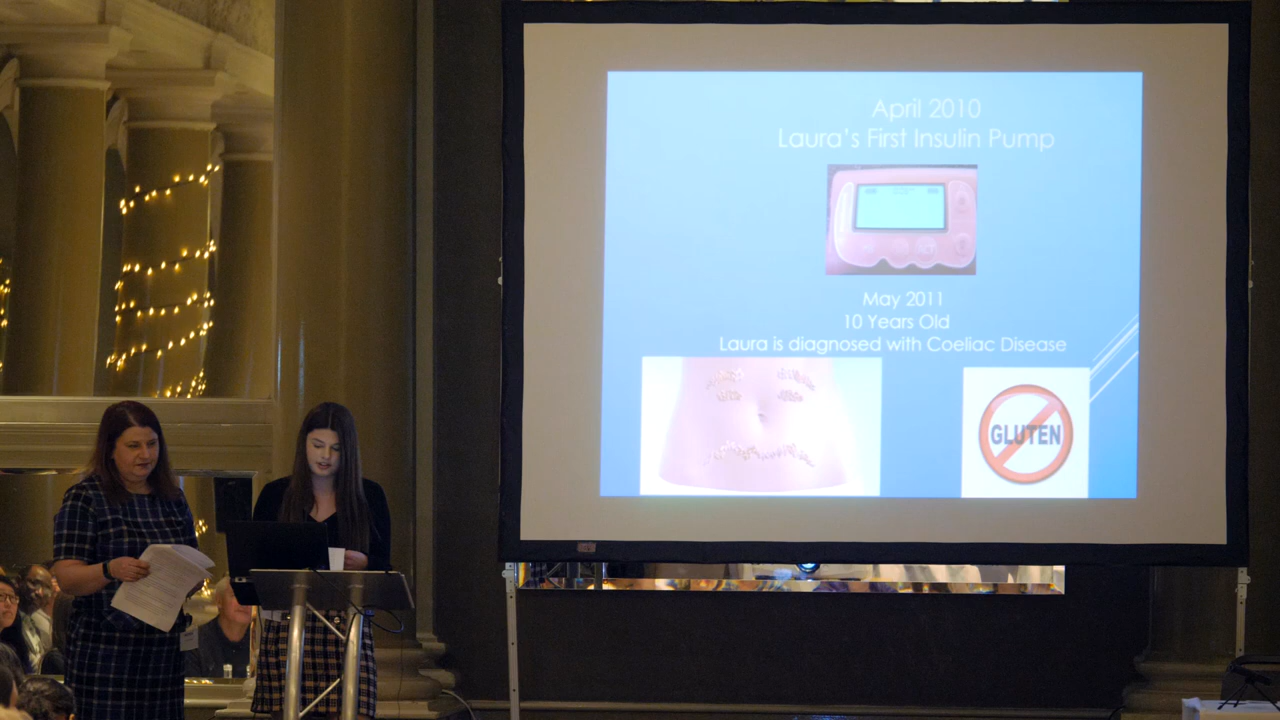 April 2010
Laura's First Insulin Pump
May 2011
10 Years Old
Laura is diagnosed with Coeliac Disease
GLUTEN